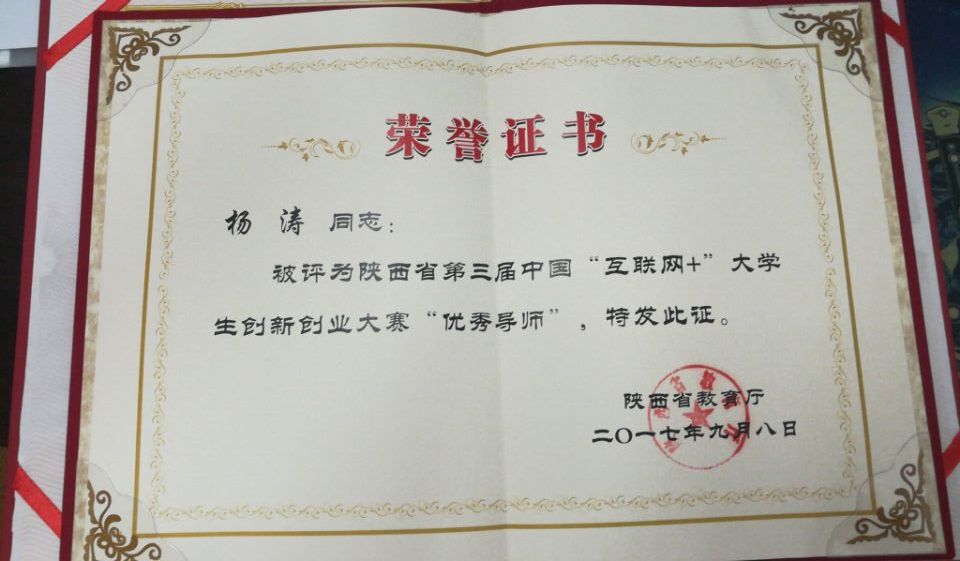 荣誉证书
杨涛 同志：
被评为陕西省第三届中国“互联网+”大学
生创新创业大赛“优秀导师”，特发此证。
陕西省教育厅
二〇一七年九月八日